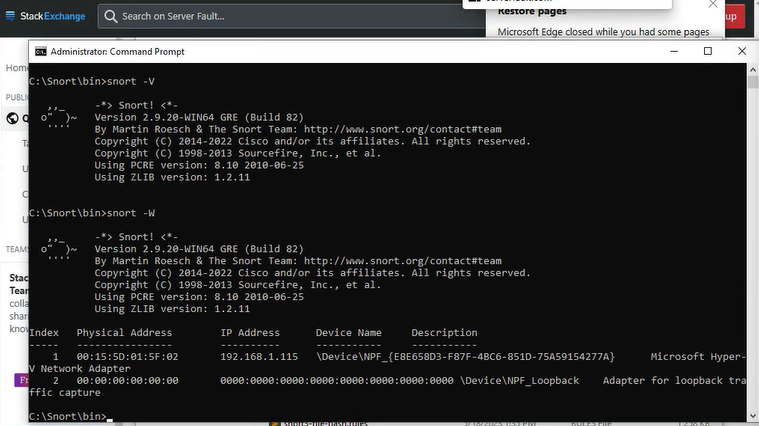 StackExchange
Search on Server Fault...
Restore pages
Microsoft Edge closed while you had some pages
up
Administrator: Command Prompt
Home
PUBLIC
TEAMS
Stac
Team
colla
shari
know
C:\Snort\bin>snort -V
,,_     -*> Snort! <*-
o"  )~   Version 2.9.20-WIN64 GRE (Build 82)
''''    By Martin Roesch & The Snort Team: http://www.snort.org/contact#team
Copyright (C) 2014-2022 Cisco and/or its affiliates. All rights reserved.
Copyright (C) 1998-2013 Sourcefire, Inc., et al.
Using PCRE version: 8.10 2010-06-25
Using ZLIB version: 1.2.11
C:\Snort\bin>snort -W
,,_     -*> Snort! <*-
o"  )~   Version 2.9.20-WIN64 GRE (Build 82)
''''    By Martin Roesch & The Snort Team: http://www.snort.org/contact#team
Copyright (C) 2014-2022 Cisco and/or its affiliates. All rights reserved.
Copyright (C) 1998-2013 Sourcefire, Inc., et al.
Using PCRE version: 8.10 2010-06-25
Using ZLIB version: 1.2.11
Index   Physical Address        IP Address      Device Name     Description
-----   ----------------        ----------      -----------     -----------
1   00:15:5D:01:5F:02       192.168.1.115   \Device\NPF_{E8E658D3-F87F-4BC6-851D-75A59154277A}      Microsoft Hyper-
V Network Adapter
2   00:00:00:00:00:00       0000:0000:0000:0000:0000:0000:0000:0000 \Device\NPF_Loopback    Adapter for loopback tra
ffic capture
C:\Snort\bin>